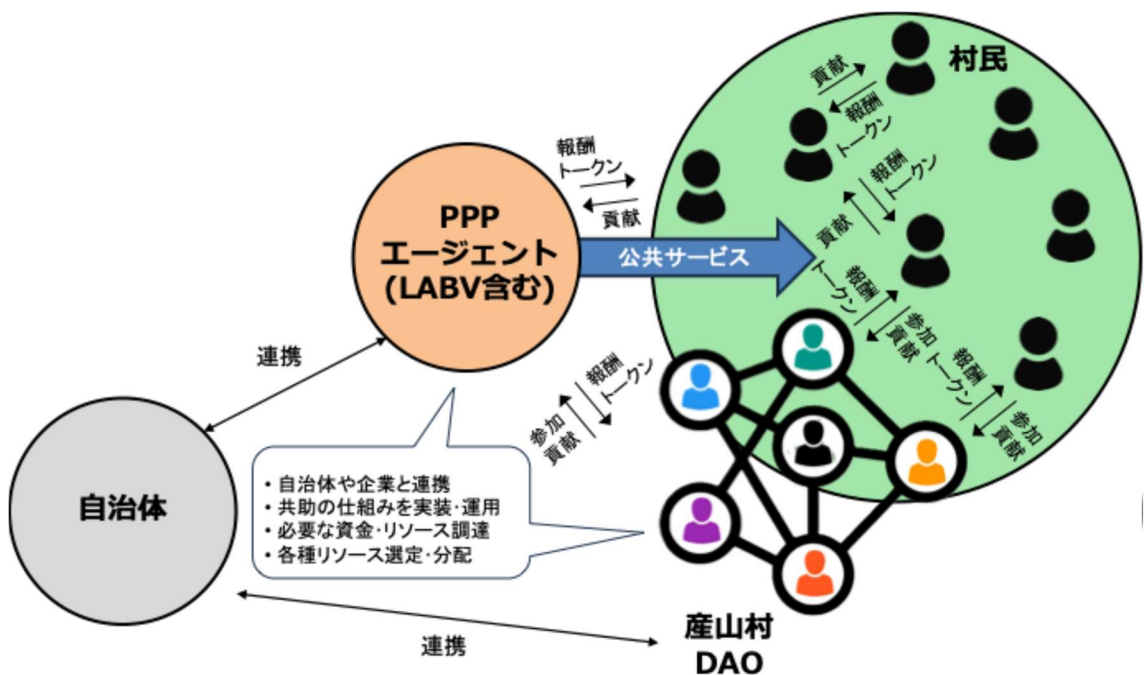 村民
貢献
報酬
トークン
報酬
トークン
貢献
報酬
トークン
貢献
PPP
エージェント
(LABV含む)
公共サービス
報酬
トークン
参加
貢献
報酬
トークン
参加
貢献
連携
報酬
トークン
参加
貢献
自治体
・自治体や企業と連携
・共助の仕組みを実装・運用
・必要な資金・リソース調達
・各種リソース選定・分配
連携
産山村
DAO